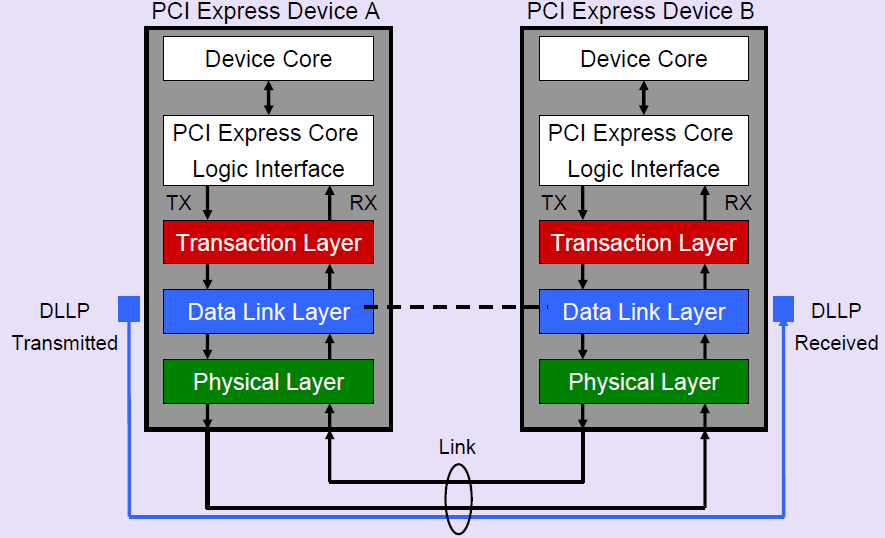 PCI Express Device A
Device Core
PCI Express Core
Logic Interface
TX
RX
Transaction Layer
Data Link Layer
Physical Layer
PCI Express Device B
Device Core
PCI Express Core
Logic Interface
TX
RX
Transaction Layer
Data Link Layer
Physical Layer
DLLP
Transmitted
DLLP
Received
Link